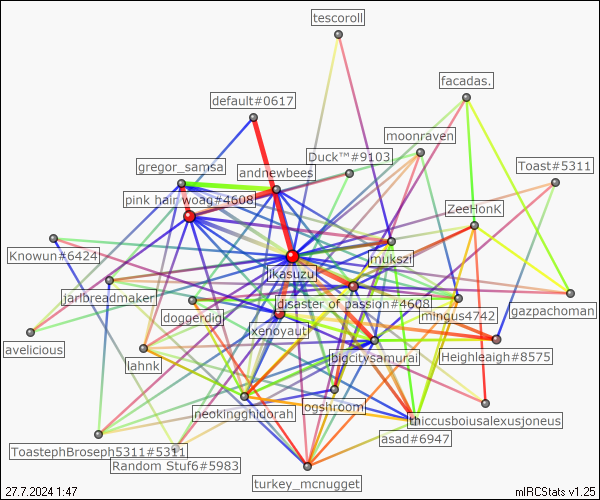 tescoroll
facadas.
default#0617
moonraven
Duck™#9103
gregor_samsa
andnewbees
Toast#5311
pink hair woag#4608
ZeeHonk
Knowun#6424
jikasuzu
jmukszi
jarlbreadmaker
disaster of passion#4608
gazpachoman
doggerdig
mingus4742
xenoyaut
avelicious
lahnk
bigcitysamurai
Heighleaigh#8575
neokingghidorah
ogshroom
thiccusboiusalexusjoneus
asad#6947
ToastephBroseph5311#5311
Random Stuf6#5983
turkey_mcnugget
27.7.2024 1:47
mIRCStats v1.25